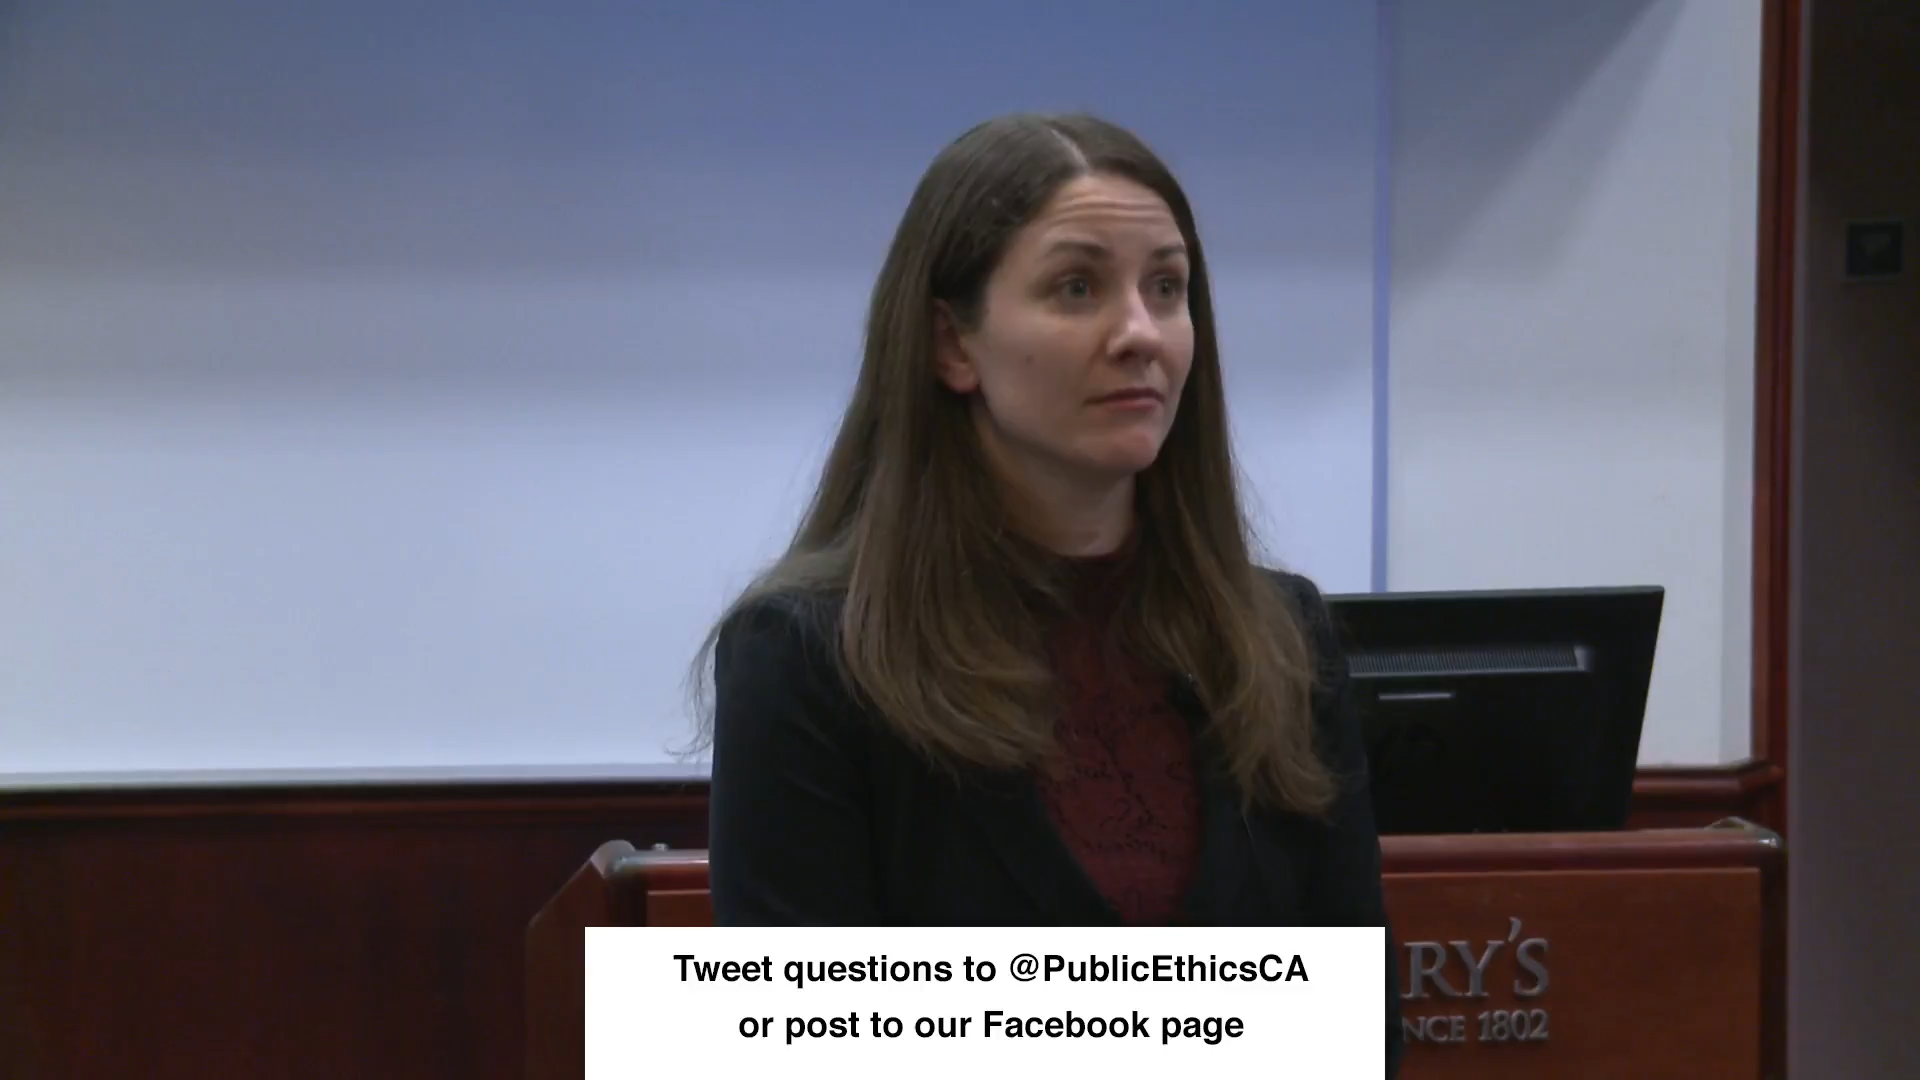 Tweet questions to @PublicEthicsCA
or post to our Facebook page
RY'S
NCE 1802